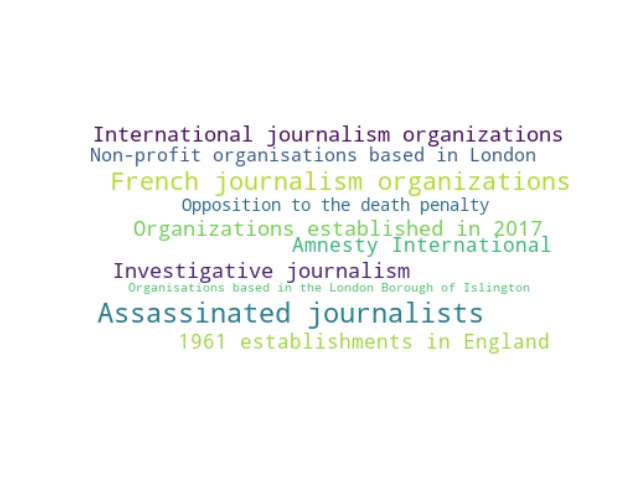 International journalism organizations
Non-profit organisations based in London
French journalism organizations
Opposition to the death penalty
Organizations established in 2017
Amnesty International
Investigative journalism
Organisations based in the London Borough of Islington
Assassinated journalists
1961 establishments in England